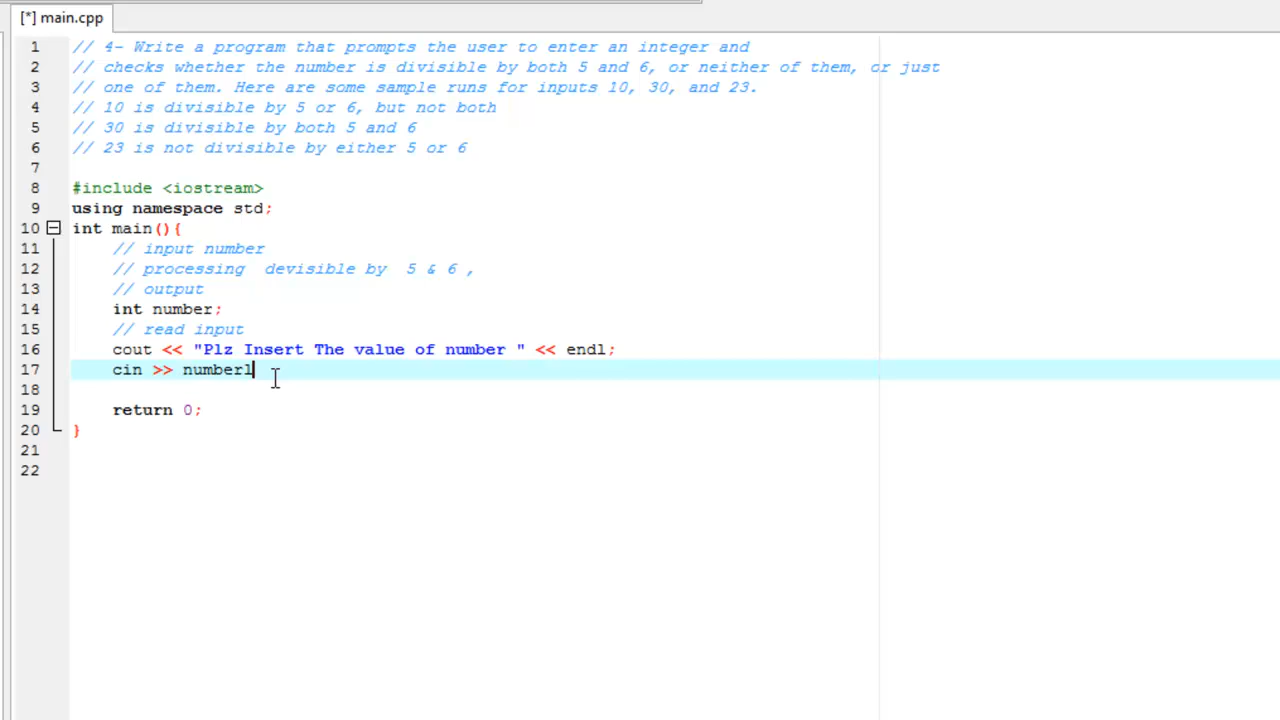 [*] main.cpp
1 // 4- Write a program that prompts the user to enter an integer and
2 // checks whether the number is divisible by both 5 and 6, or neither of them, or just
3 // one of them. Here are some sample runs for inputs 10, 30, and 23.
4 // 10 is divisible by 5 or 6, but not both
5 // 30 is divisible by both 5 and 6
6 // 23 is not divisible by either 5 or 6
7
8 #include <iostream>
9 using namespace std;
10 int main(){
11 // input number
12 // processing  devisible by  5 & 6 ,
13 // output
14 int number;
15 // read input
16 cout << "Plz Insert The value of number " << endl;
17 cin >> numberl
18
19 return 0;
20 }
21
22